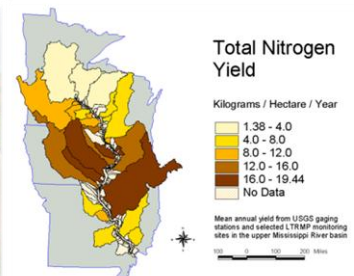 Total Nitrogen
Yield
Kilograms / Hectare / Year
1.38 - 4.0
4.0 - 8.0
8.0 - 12.0
12.0 - 16.0
16.0 - 19.44
No Data
Mean annual yield from USGS gaging
stations and selected LTRMP monitoring
sites in the upper Mississippi River basin
100 0 100 200 Miles